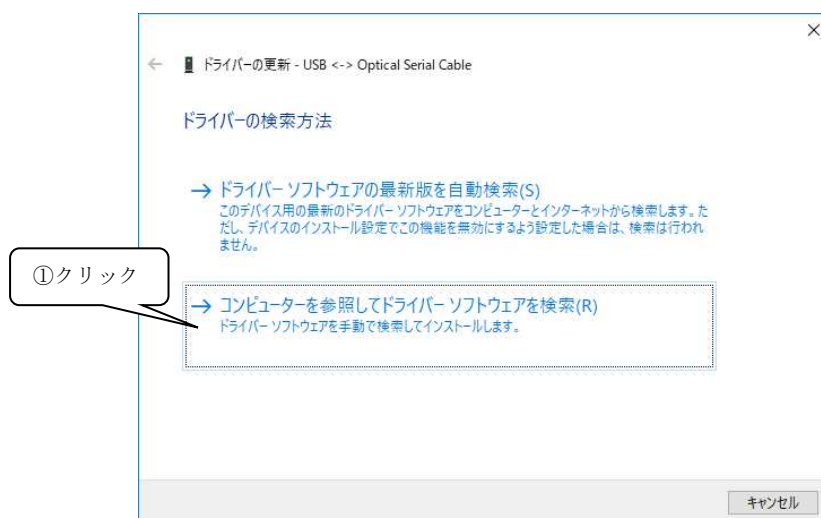 ドライバーの更新 - USB <-> Optical Serial Cable
ドライバーの検索方法
ドライバー ソフトウェアの最新版を自動検索(S)
このデバイス用の最新のドライバー ソフトウェアをコンピューターとインターネットから検索します。た
だし、デバイスのインストール設定でこの機能を無効にするよう設定した場合は、検索は行われ
ません。
①クリック
コンピューターを参照してドライバー ソフトウェアを検索(R)
ドライバー ソフトウェアを手動で検索してインストールします。
キャンセル